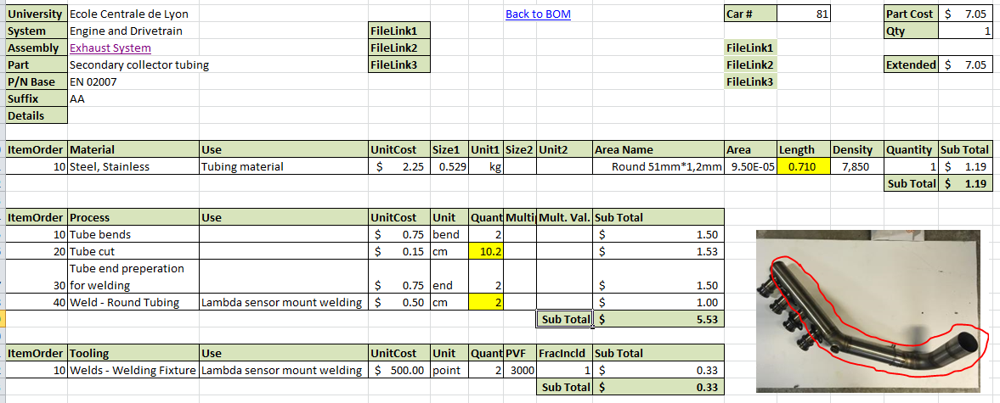 University Ecole Centrale de Lyon Back to BOM Car # 81 Part Cost $ 7.05
System Engine and Drivetrain FileLink1 Qty 1
Assembly Exhaust System FileLink2 FileLink1
Part Secondary collector tubing FileLink3 FileLink2 Extended $ 7.05
P/N Base EN 02007 FileLink3
Suffix AA
Details
ItemOrder Material Use UnitCost Size1 Unit1 Size2 Unit2 Area Name Area Length Density Quantity Sub Total
10 Steel, Stainless Tubing material $ 2.25 0.529 kg Round 51mm*1,2mm 9.50E-05 0.710 7,850 1 $ 1.19
Sub Total $ 1.19
ItemOrder Process Use UnitCost Unit Quant Multi Mult. Val. Sub Total
10 Tube bends $ 0.75 bend 2 $ 1.50
20 Tube cut $ 0.15 cm 10.2 $ 1.53
Tube end preperation
30 for welding $ 0.75 end 2 $ 1.50
40 Weld - Round Tubing Lambda sensor mount welding $ 0.50 cm 2 $ 1.00
Sub Total $ 5.53
ItemOrder Tooling Use UnitCost Unit Quant PVF FracIncld Sub Total
10 Welds - Welding Fixture Lambda sensor mount welding $ 500.00 point 2 3000 1 $ 0.33
Sub Total $ 0.33